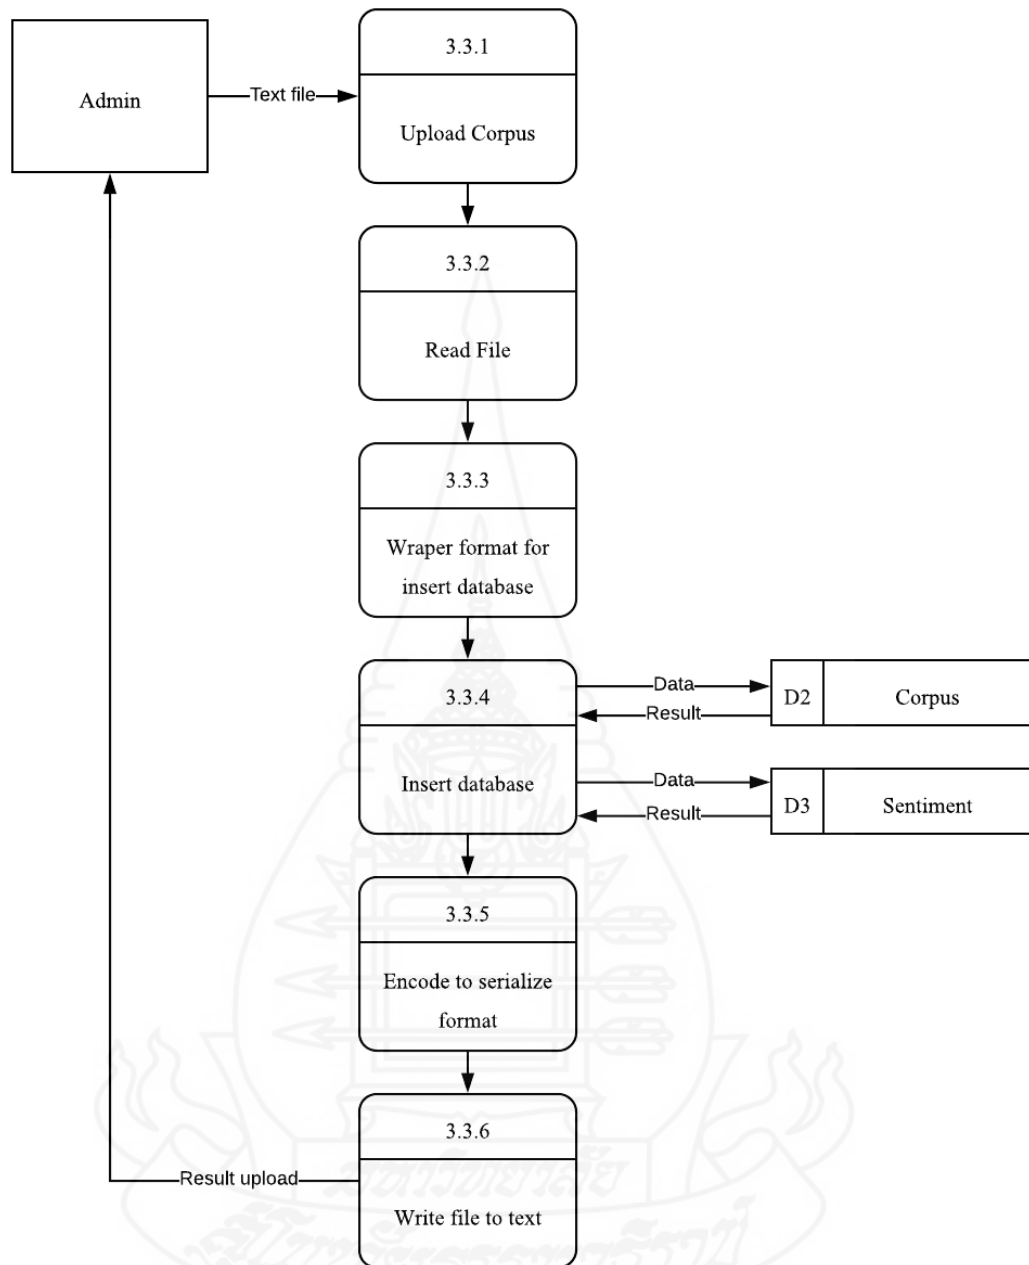 3.3.1
Admin
Text file
Upload Corpus
3.3.2
Read File
3.3.3
Wraper format for
insert database
3.3.4
Data
D2
Corpus
Result
Insert database
Data
D3
Sentiment
Result
3.3.5
Encode to serialize
format
3.3.6
Result upload
Write file to text